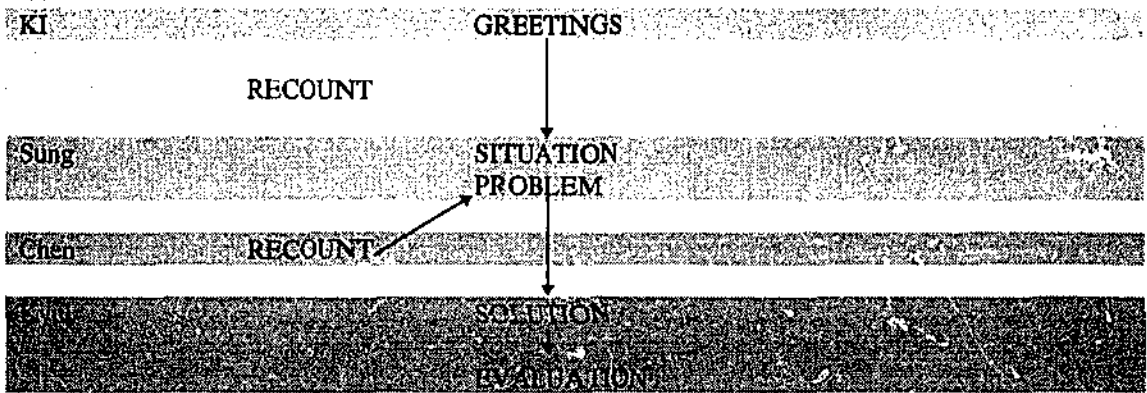 KI GREETINGS
RECOUNT
Sung SITUATION
PROBLEM
Chen RECOUNT
SOLUTION
EVALUATION